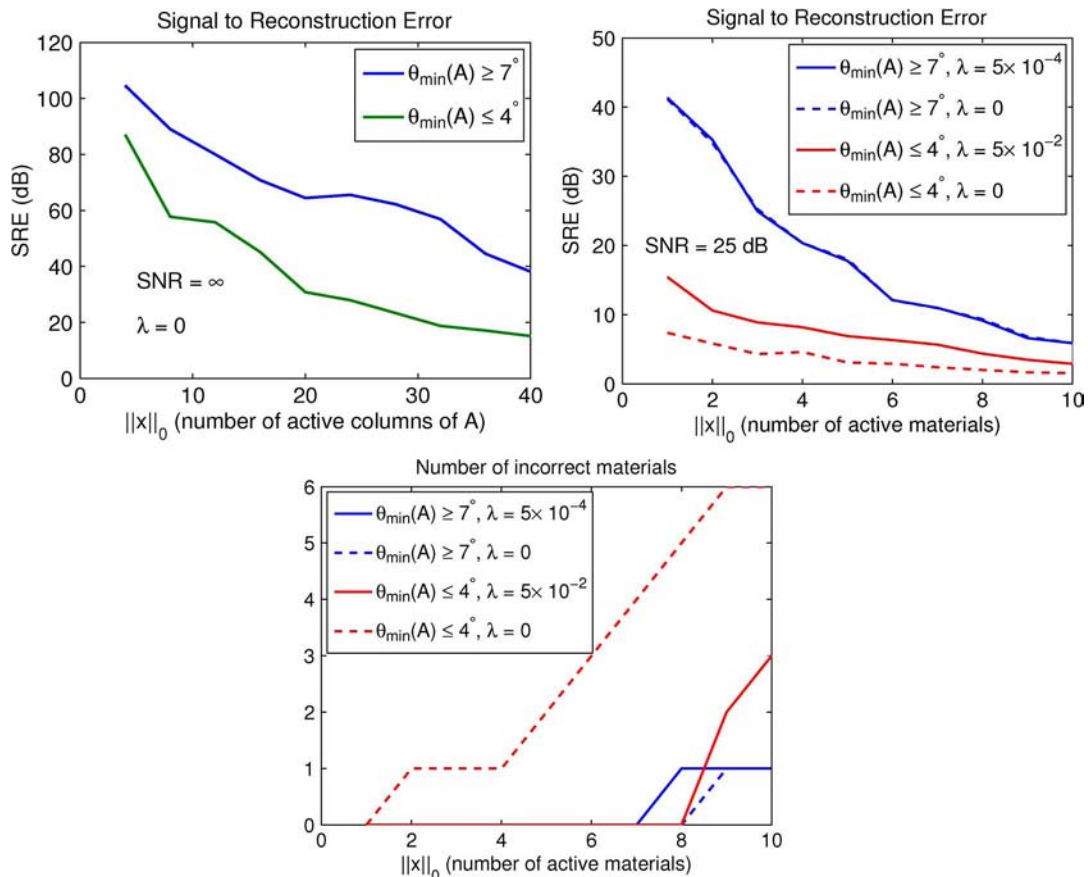 Signal to Reconstruction Error
120
100
80
60
40
20
0
SRE (dB)
θmin(A) ≥ 7°
θmin(A) ≤ 4°
SNR = ∞
λ = 0
0 10 20 30 40
||x||0 (number of active columns of A)
Signal to Reconstruction Error
50
40
30
20
10
0
SRE (dB)
θmin(A) ≥ 7°, λ = 5× 10−4
θmin(A) ≥ 7°, λ = 0
θmin(A) ≤ 4°, λ = 5× 10−2
θmin(A) ≤ 4°, λ = 0
SNR = 25 dB
0 2 4 6 8 10
||x||0 (number of active materials)
Number of incorrect materials
6
5
4
3
2
1
0
θmin(A) ≥ 7°, λ = 5× 10−4
θmin(A) ≥ 7°, λ = 0
θmin(A) ≤ 4°, λ = 5× 10−2
θmin(A) ≤ 4°, λ = 0
0 2 4 6 8 10
||x||0 (number of active materials)